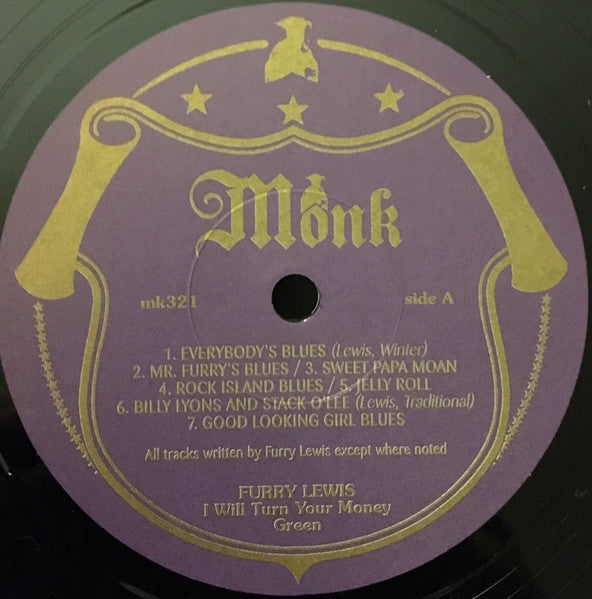 Monk
mk321
side A
1. EVERYBODY'S BLUES (Lewis, Winter)
2. MR. FURRY'S BLUES / 3. SWEET PAPA MOAN
4. ROCK ISLAND BLUES / 5. JELLY ROLL
6. BILLY LYONS AND STACK O'LEE (Lewis, Traditional)
7. GOOD LOOKING GIRL BLUES
All tracks written by Furry Lewis except where noted
FURRY LEWIS
I Will Turn Your Money
Green